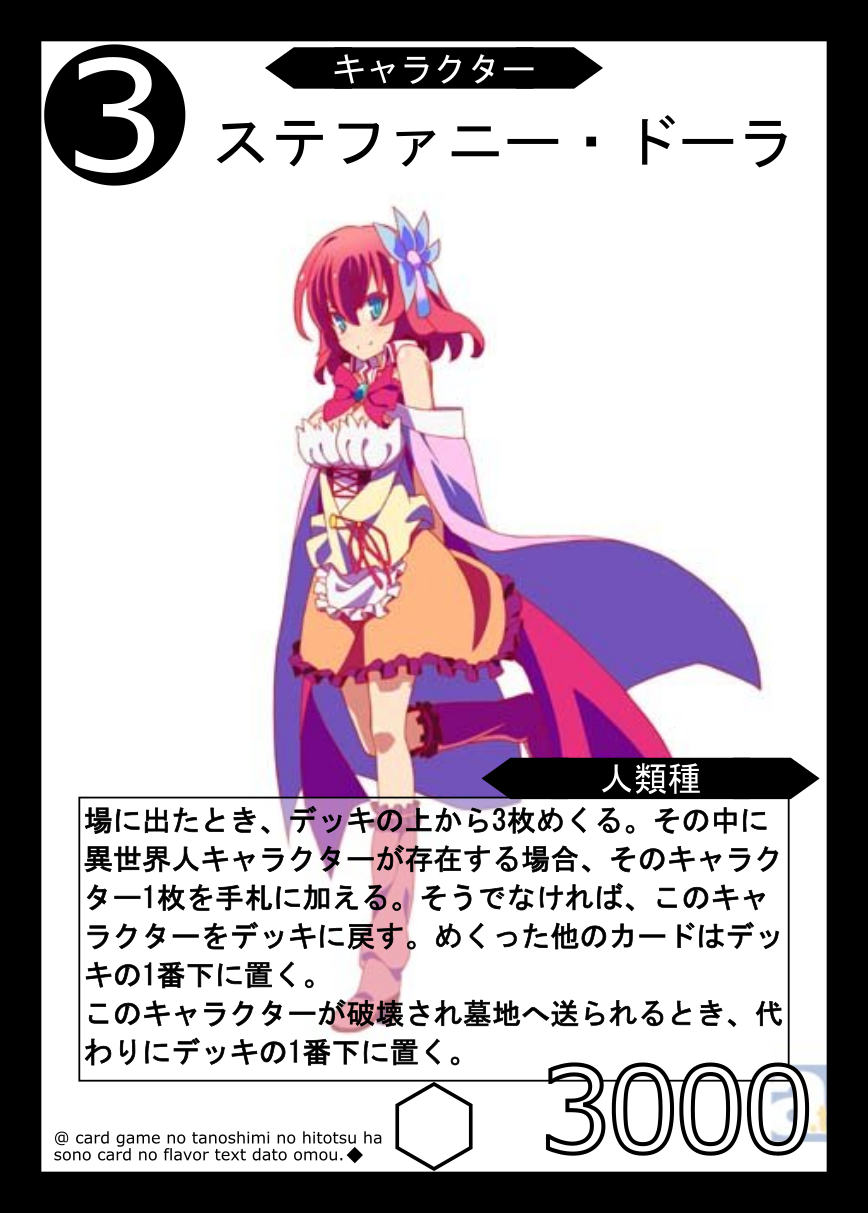 3
キャラクター
ステファニー・ドーラ
人類種
場に出たとき、デッキの上から3枚めくる。その中に
異世界人キャラクターが存在する場合、そのキャラク
ター1枚を手札に加える。そうでなければ、このキャ
ラクターをデッキに戻す。めくった他のカードはデッ
キの1番下に置く。
このキャラクターが破壊され墓地へ送られるとき、代
わりにデッキの1番下に置く。
3000
@ card game no tanoshimi no hitotsu ha
sono card no flavor text dato omou.◆